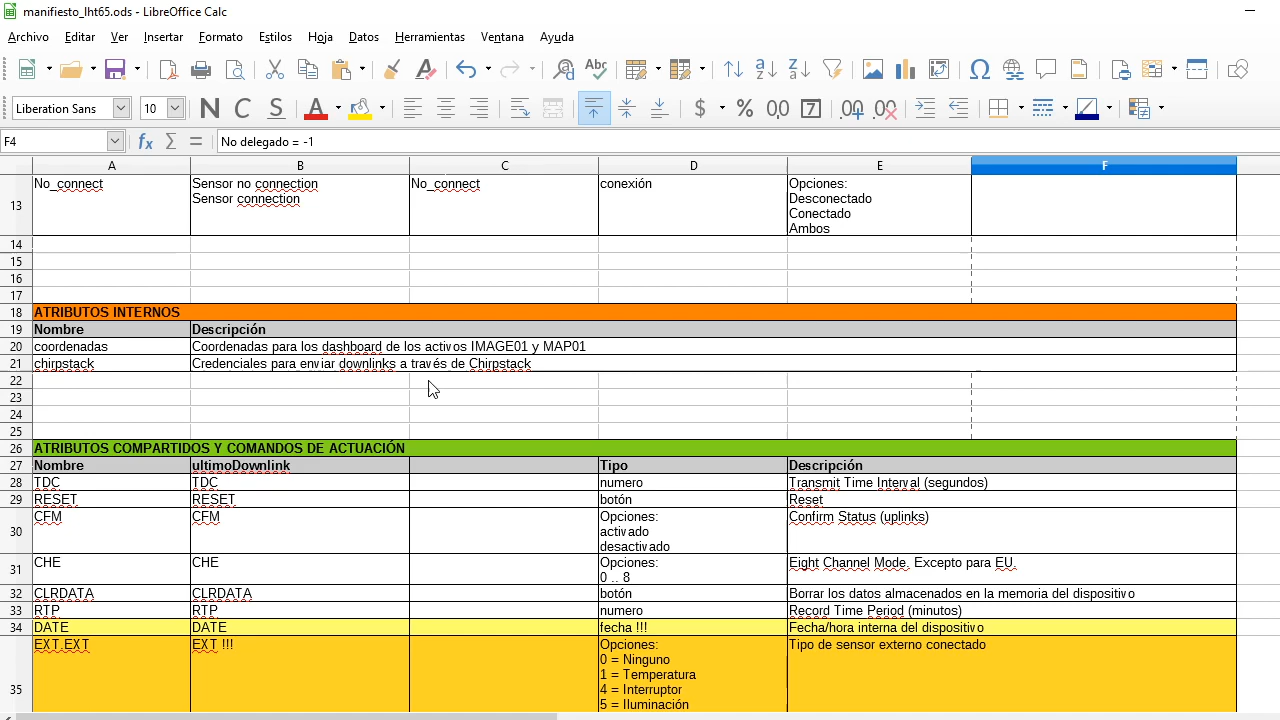 manifiesto_lht65.ods - LibreOffice Calc
Archivo Editar Ver Insertar Formato Estilos Hoja Datos Herramientas Ventana Ayuda
Liberation Sans 10 N C S A $ % 0,0 7 0,0 0,0
F4 fx Σ = No delegado = -1
A B C D E F
13 No_connect Sensor no connection No_connect conexión Opciones:
Sensor connection Desconectado
Conectado
Ambos
14
15
16
17
18 ATRIBUTOS INTERNOS
19 Nombre Descripción
20 coordenadas Coordenadas para los dashboard de los activos IMAGE01 y MAP01
21 chirpstack Credenciales para enviar downlinks a través de Chirpstack
22
23
24
25
26 ATRIBUTOS COMPARTIDOS Y COMANDOS DE ACTUACIÓN
27 Nombre ultimoDownlink Tipo Descripción
28 TDC TDC numero Transmit Time Interval (segundos)
29 RESET RESET botón Reset
30 CFM CFM Opciones: Confirm Status (uplinks)
activado
desactivado
31 CHE CHE Opciones: Eight Channel Mode. Excepto para EU.
0 .. 8
32 CLRDATA CLRDATA botón Borrar los datos almacenados en la memoria del dispositivo
33 RTP RTP numero Record Time Period (minutos)
34 DATE DATE fecha !!! Fecha/hora interna del dispositivo
35 EXT.EXT EXT !!! Opciones: Tipo de sensor externo conectado
0 = Ninguno
1 = Temperatura
4 = Interruptor
5 = Iluminación